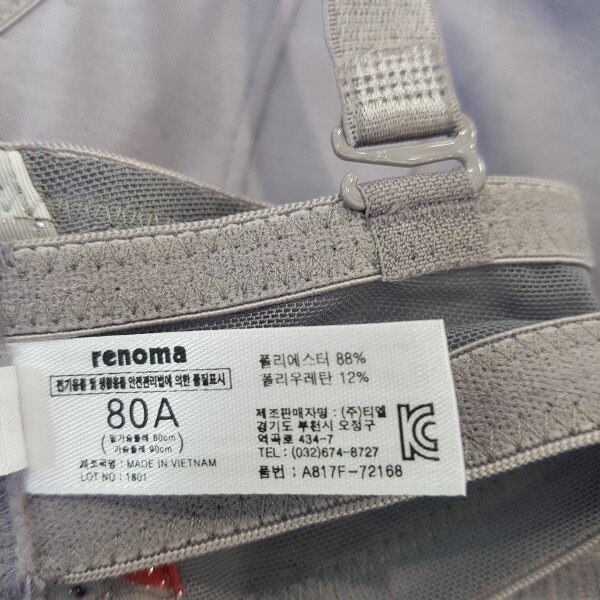 renoma
전기용품 및 생활용품 안전관리법에 의한 품질표시
80A
( 밑가슴둘레 80cm
가슴둘레 90cm )
제조국명 : MADE IN VIETNAM
LOT NO : 1801
폴리에스터 88%
폴리우레탄 12%
제조판매자명 : (주)티엘
경기도 부천시 오정구
역곡로 434-7
TEL : (032)674-8727
품번 : A817F-72168
KC